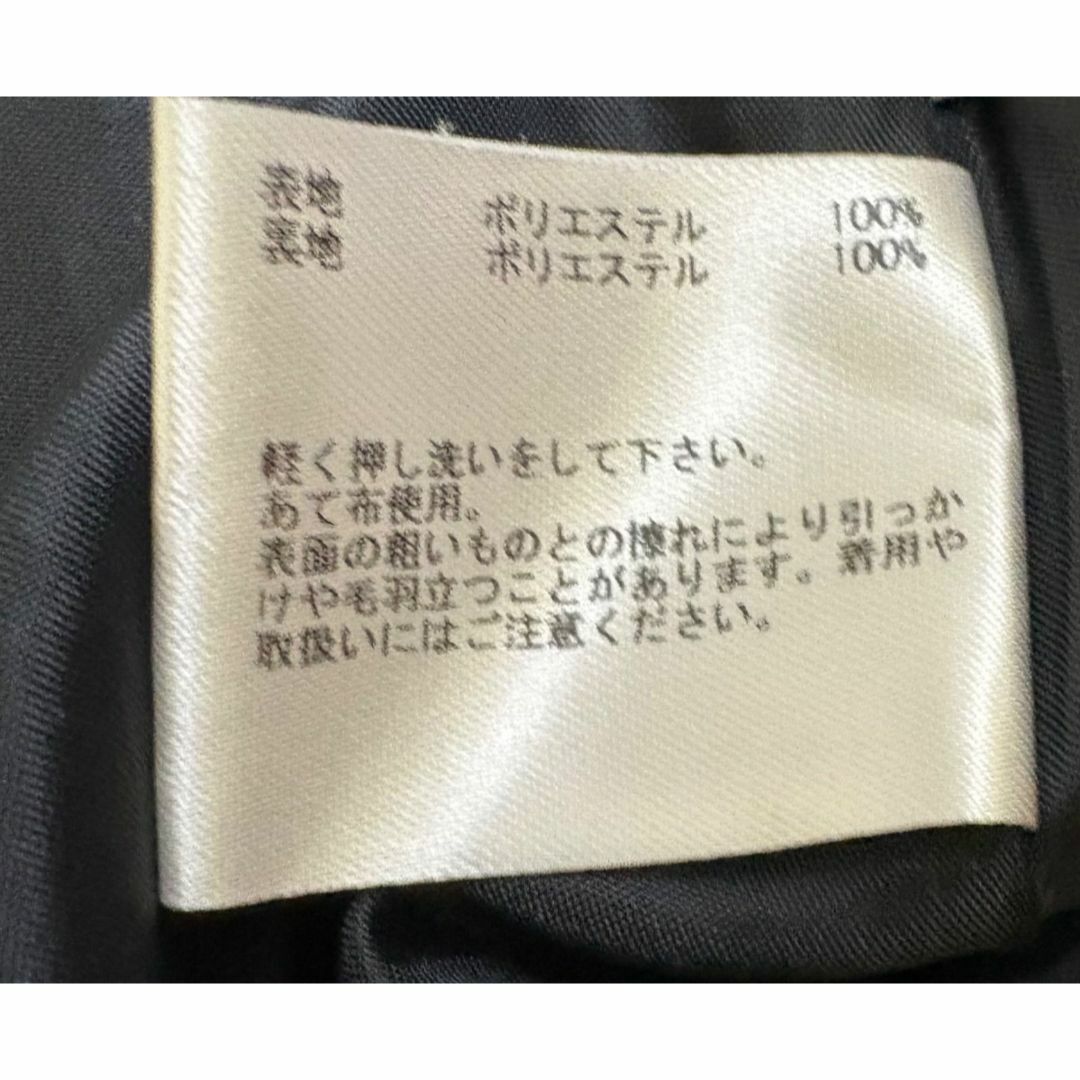 表地 ポリエステル 100%
裏地 ポリエステル 100%
軽く押し洗いをして下さい。
あて布使用。
表面の粗いものとの擦れにより引っか
けや毛羽立つことがあります。着用や
取扱いにはご注意ください。